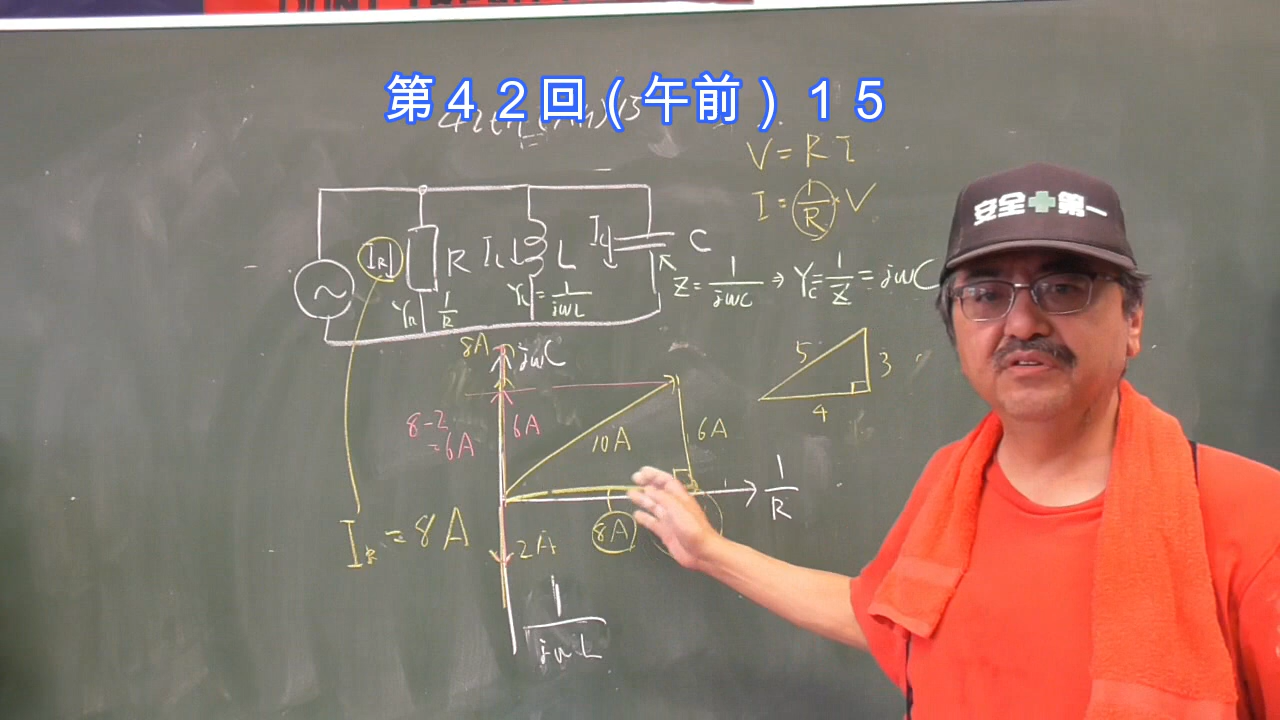 DON'T
第４２回（午前）１５
V = R I
I = 1/R · V
安全✚第一
I_R↓ R I_L↓ L I_C↓ C
Y_R 1/R Y_L = 1/jωL Z = 1/jωC ⇒ Y_C = 1/Z = jωC
8A jωC
5 3
4
8-2
=6A
6A 10A 6A
1/R
I_R = 8A 8A
2A
1/jωL